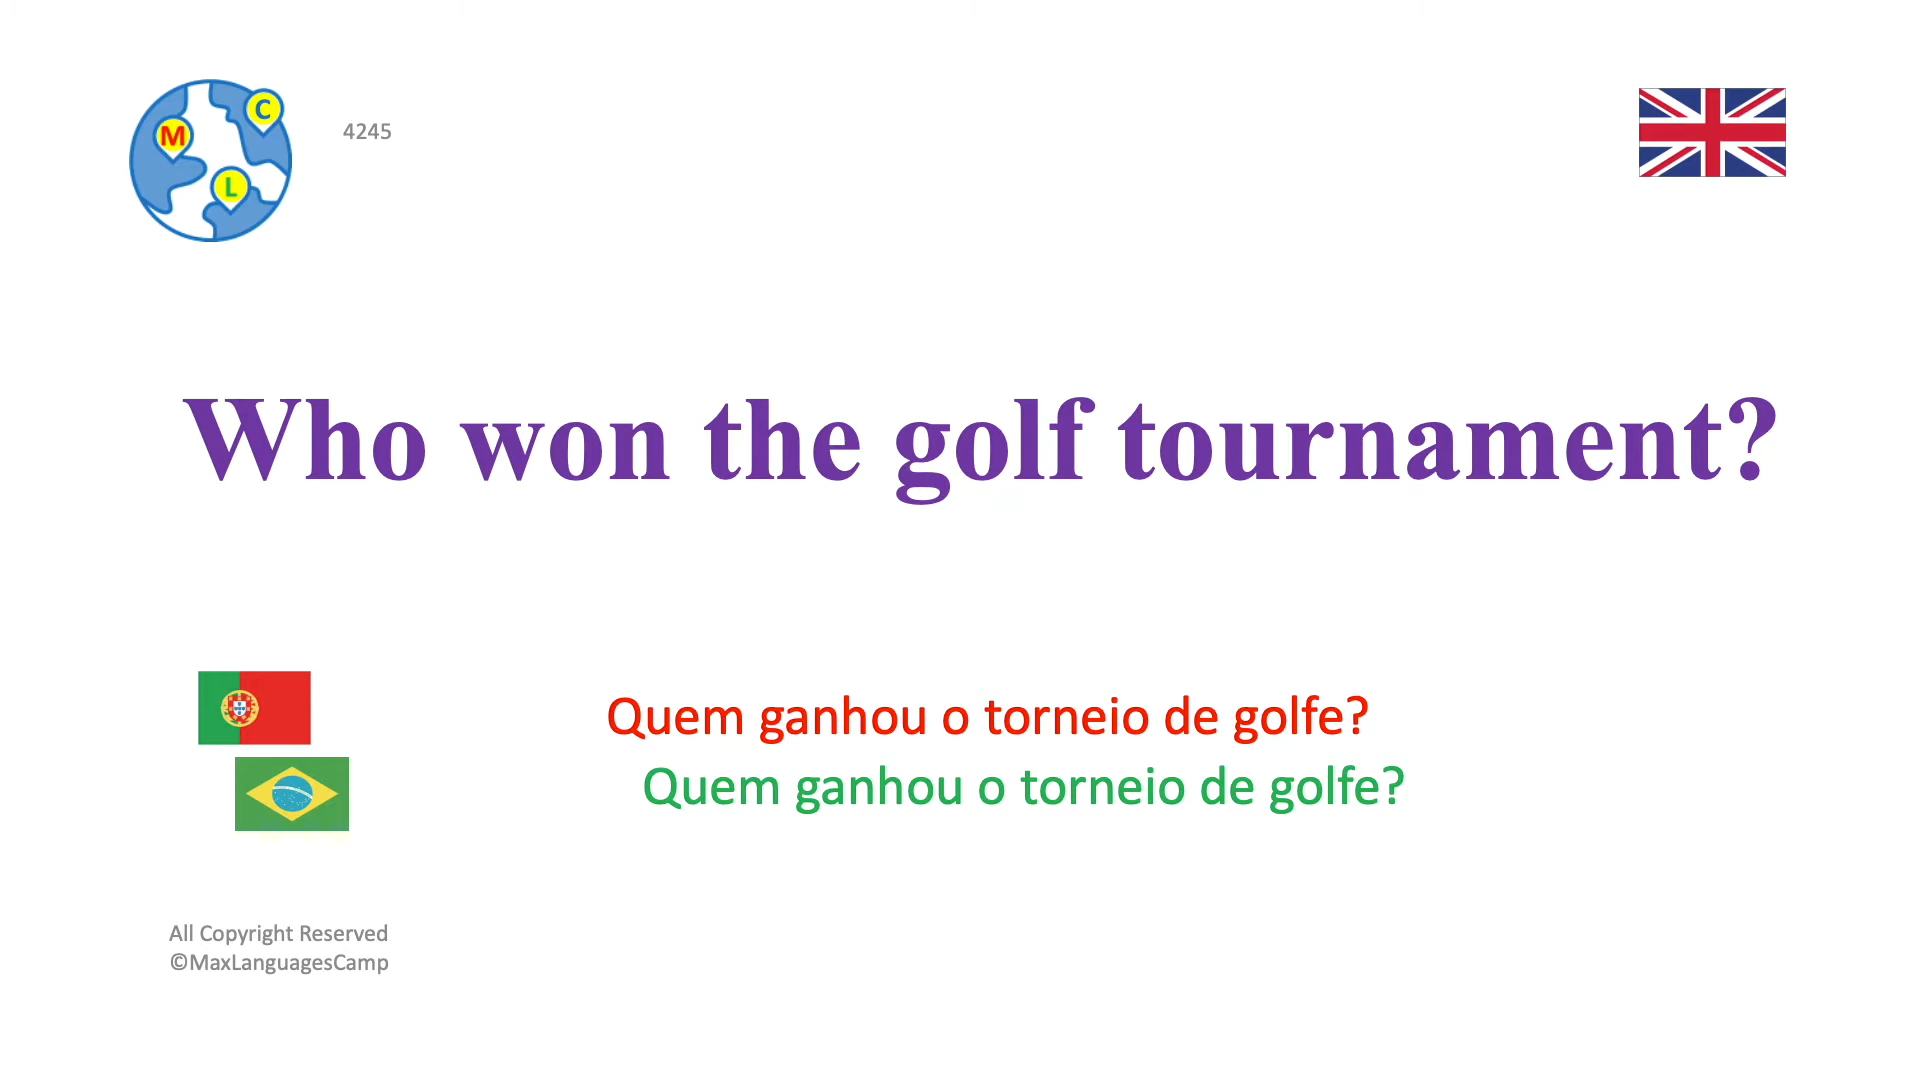 C
M
L
4245
Who won the golf tournament?
Quem ganhou o torneio de golfe?
Quem ganhou o torneio de golfe?
All Copyright Reserved
©MaxLanguagesCamp